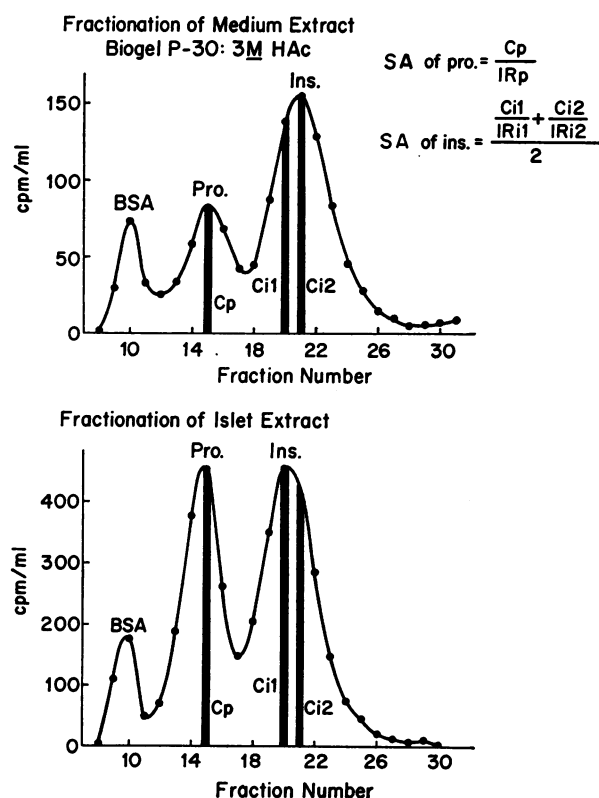 Fractionation of Medium Extract
Biogel P-30: 3M HAc
SA of pro. = Cp
IRp
SA of ins. = Ci1 + Ci2
IRi1 IRi2
2
Ins.
Pro.
BSA
Cp
Ci1
Ci2
cpm/ml
150
100
50
0
10 14 18 22 26 30
Fraction Number
Fractionation of Islet Extract
Pro.
Ins.
BSA
Cp
Ci1
Ci2
cpm/ml
400
300
200
100
0
10 14 18 22 26 30
Fraction Number